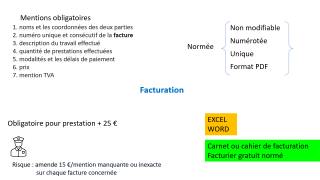 Mentions obligatoires
1. noms et les coordonnées des deux parties
2. numéro unique et consécutif de la facture
3. description du travail effectué
4. quantité de prestations effectuées
5. modalités et les délais de paiement
6. prix
7. mention TVA
Normée
Non modifiable
Numérotée
Unique
Format PDF
Facturation
Obligatoire pour prestation + 25 €
EXCEL
WORD
Carnet ou cahier de facturation
Facturier gratuit normé
Risque : amende 15 €/mention manquante ou inexacte
sur chaque facture concernée